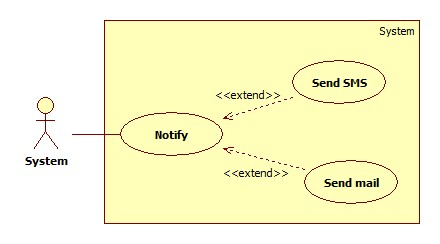 System
Send SMS
<<extend>>
Notify
System
<<extend>>
Send mail